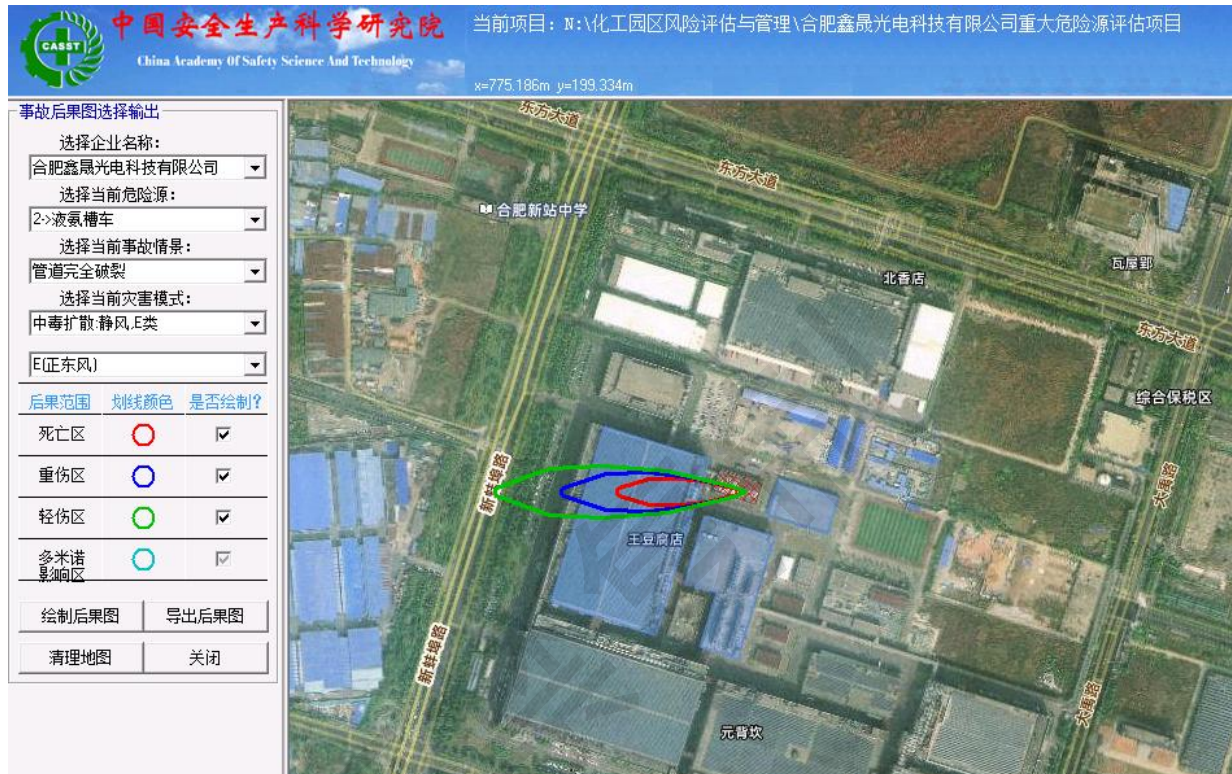 中国安全生产科学研究院
CASST
China Academy Of Safety Science And Technology
当前项目：N:\化工园区风险评估与管理\合肥鑫晟光电科技有限公司重大危险源评估项目
x=775.186m y=199.334m
事故后果图选择输出
选择企业名称：
合肥鑫晟光电科技有限公司
选择当前危险源：
2->液氨槽车
选择当前事故情景：
管道完全破裂
选择当前灾害模式：
中毒扩散:静风,E类
E(正东风)
后果范围 划线颜色 是否绘制?
死亡区
重伤区
轻伤区
多米诺
影响区
绘制后果图 导出后果图
清理地图 关闭
东方大道
东方大道
合肥新站中学
瓦屋郢
北香店
东方大道
综合保税区
新蚌埠路
大禹路
王豆腐店
新蚌埠路
大禹路
元背坎